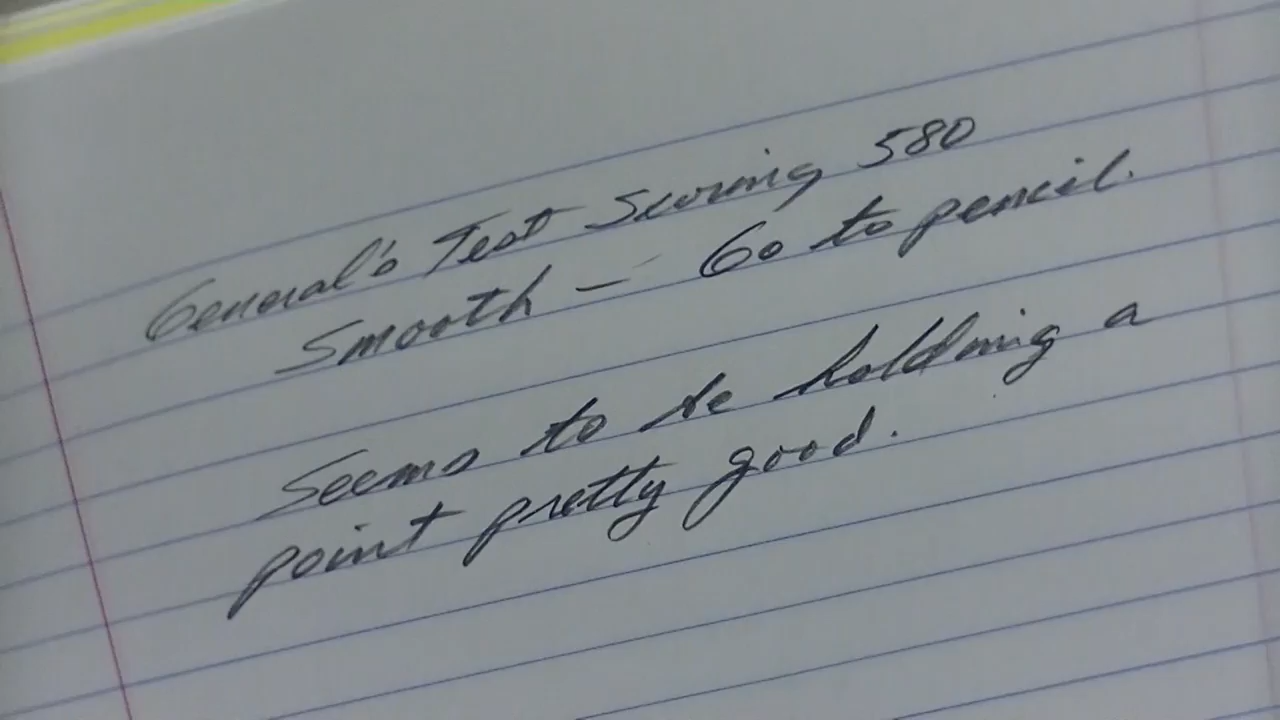 General's Test Scoring 580
Smooth - Go to pencil.
Seems to be holding a
point pretty good.